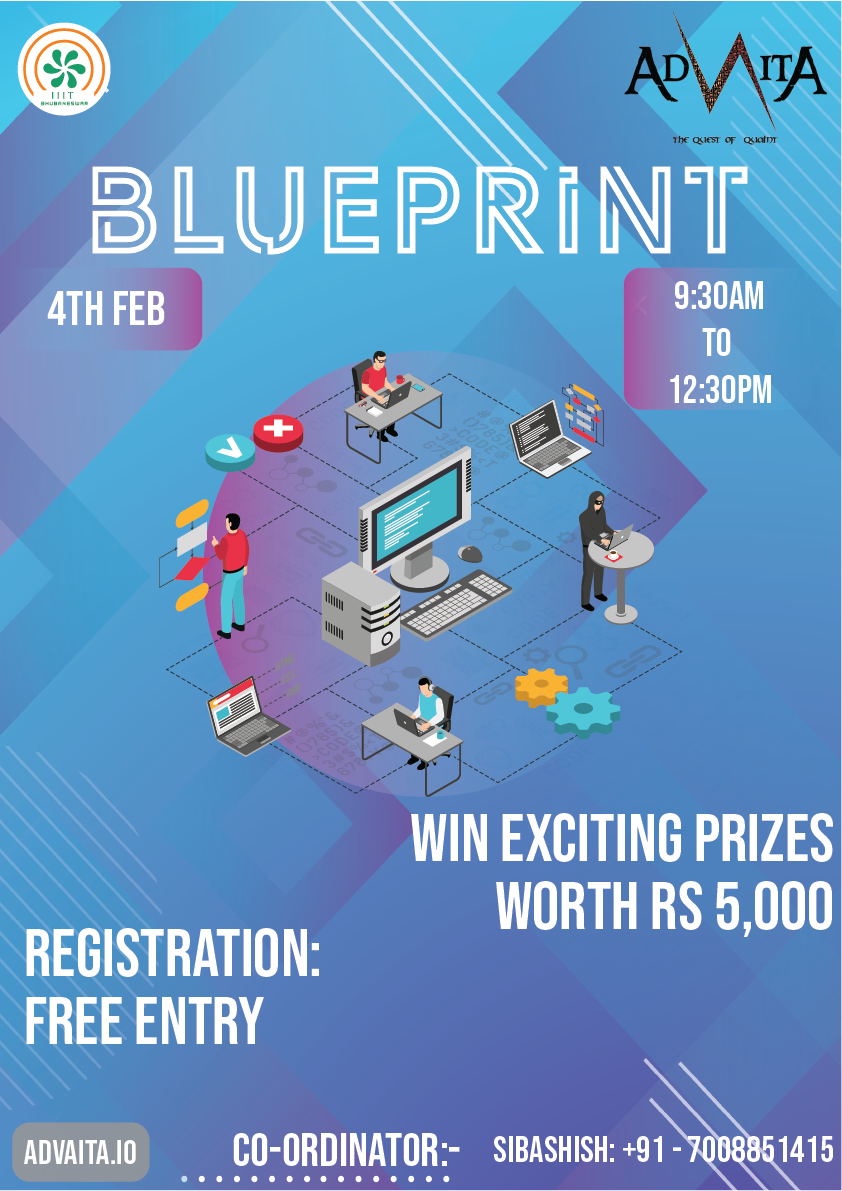 IIIT
BHUBANESWAR
ADVAITA
THE QUEST OF QUAINT
BLUEPRINT
4TH FEB
9:30AM
TO
12:30PM
WIN EXCITING PRIZES
WORTH RS 5,000
REGISTRATION:
FREE ENTRY
ADVAITA.IO
CO-ORDINATOR:-
SIBASHISH: +91 - 7008851415